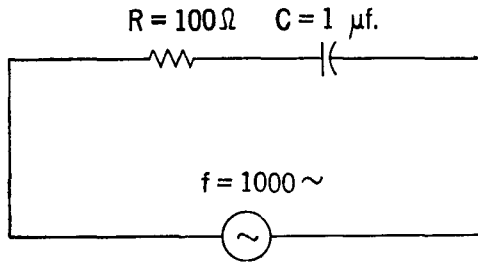 R = 100Ω C = 1 μf.
f = 1000 ~